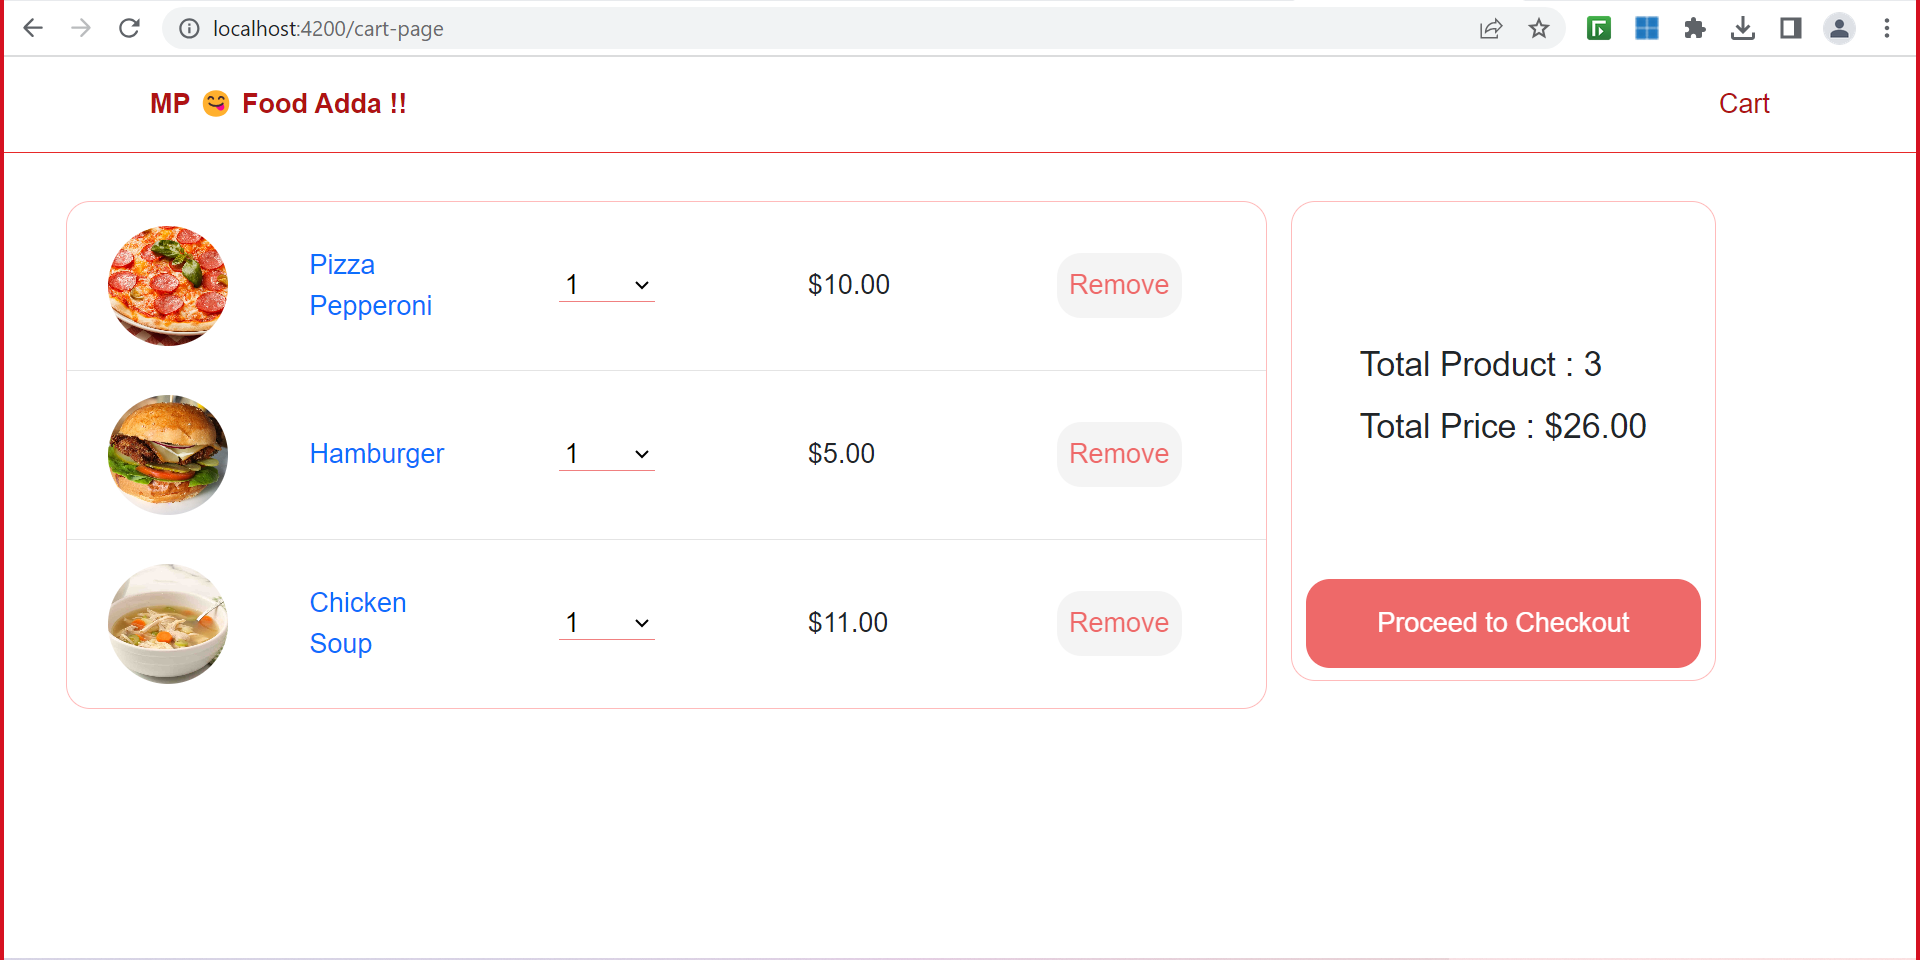 localhost:4200/cart-page
MP 😋 Food Adda !!
Cart
Pizza
Pepperoni
1
$10.00
Remove
Hamburger
1
$5.00
Remove
Chicken
Soup
1
$11.00
Remove
Total Product : 3
Total Price : $26.00
Proceed to Checkout